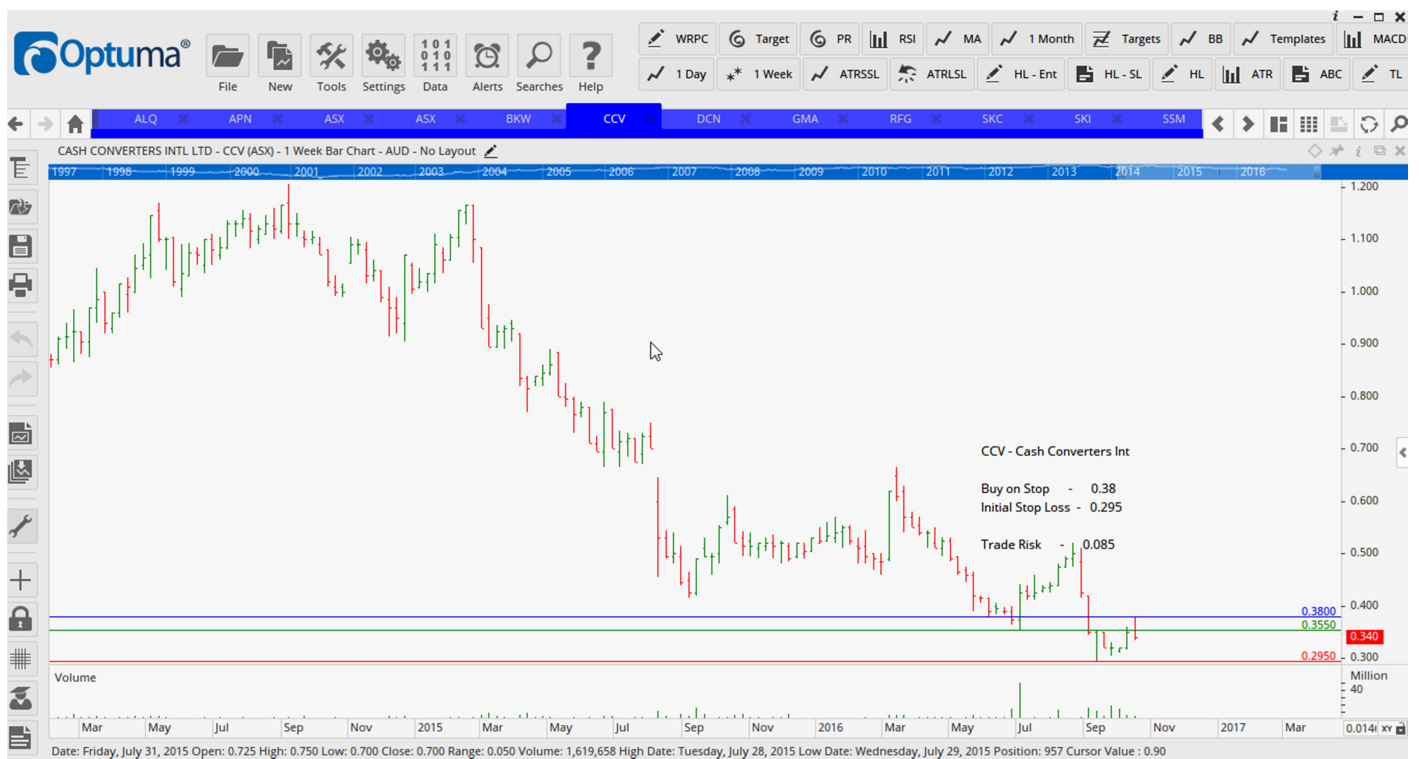 i
Optuma®
File
New
Tools
Settings
101
010
111
Data
Alerts
Searches
Help
WRPC
Target
PR
RSI
MA
1 Month
Targets
BB
Templates
MACD
1 Day
1 Week
ATRSSL
ATRLSL
HL - Ent
HL - SL
HL
ATR
ABC
TL
ALQ
APN
ASX
ASX
BKW
CCV
DCN
GMA
RFG
SKC
SKI
SSM
CASH CONVERTERS INTL LTD - CCV (ASX) - 1 Week Bar Chart - AUD - No Layout
i
1997 1998 1999 2000 2001 2002 2003 2004 2005 2006 2007 2008 2009 2010 2011 2012 2013 2014 2015 2016
1.200
1.100
1.000
0.900
0.800
0.700
CCV - Cash Converters Int
Buy on Stop - 0.38
0.600
Initial Stop Loss - 0.295
Trade Risk - 0.085
0.500
0.400
0.3800
0.3550
0.340
0.2950
0.300
Volume
Million
40
Mar May Jul Sep Nov 2015 Mar May Jul Sep Nov 2016 Mar May Jul Sep Nov 2017 Mar
XY
Date: Friday, July 31, 2015 Open: 0.725 High: 0.750 Low: 0.700 Close: 0.700 Range: 0.050 Volume: 1,619,658 High Date: Tuesday, July 28, 2015 Low Date: Wednesday, July 29, 2015 Position: 957 Cursor Value : 0.90